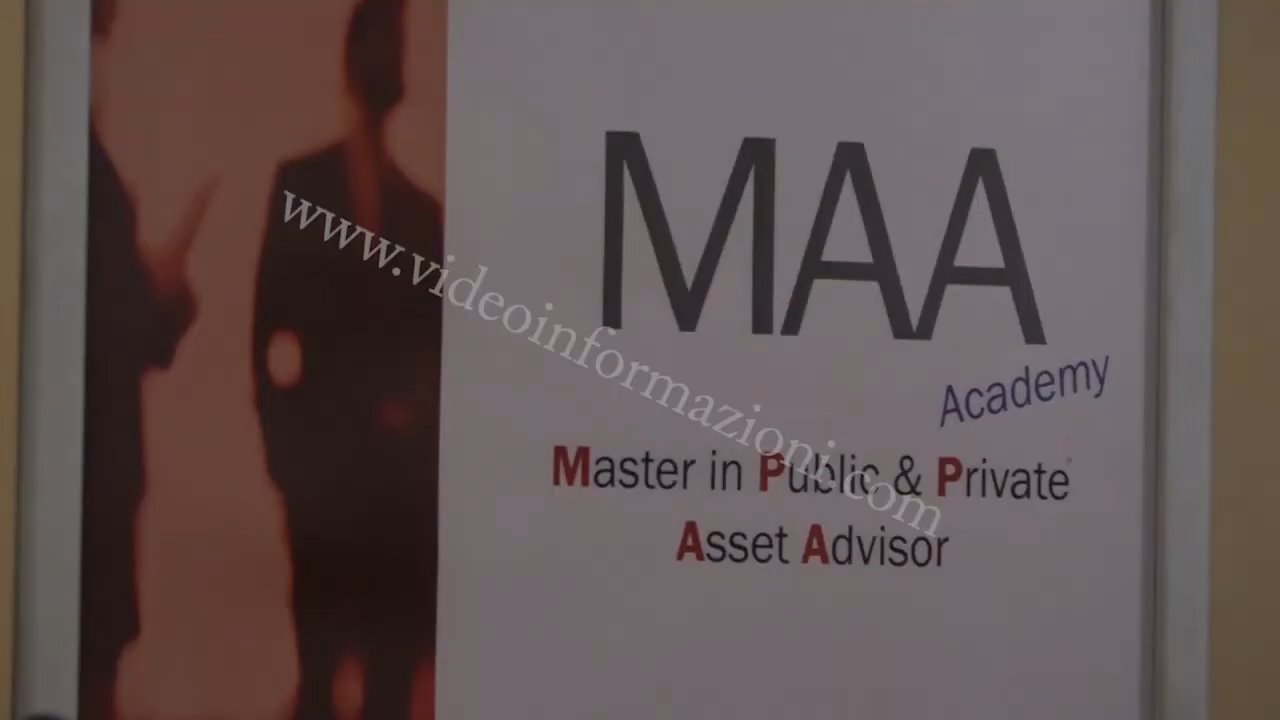 MAA
Academy
Master in Public & Private
Asset Advisor
www.videoinformazioni.com